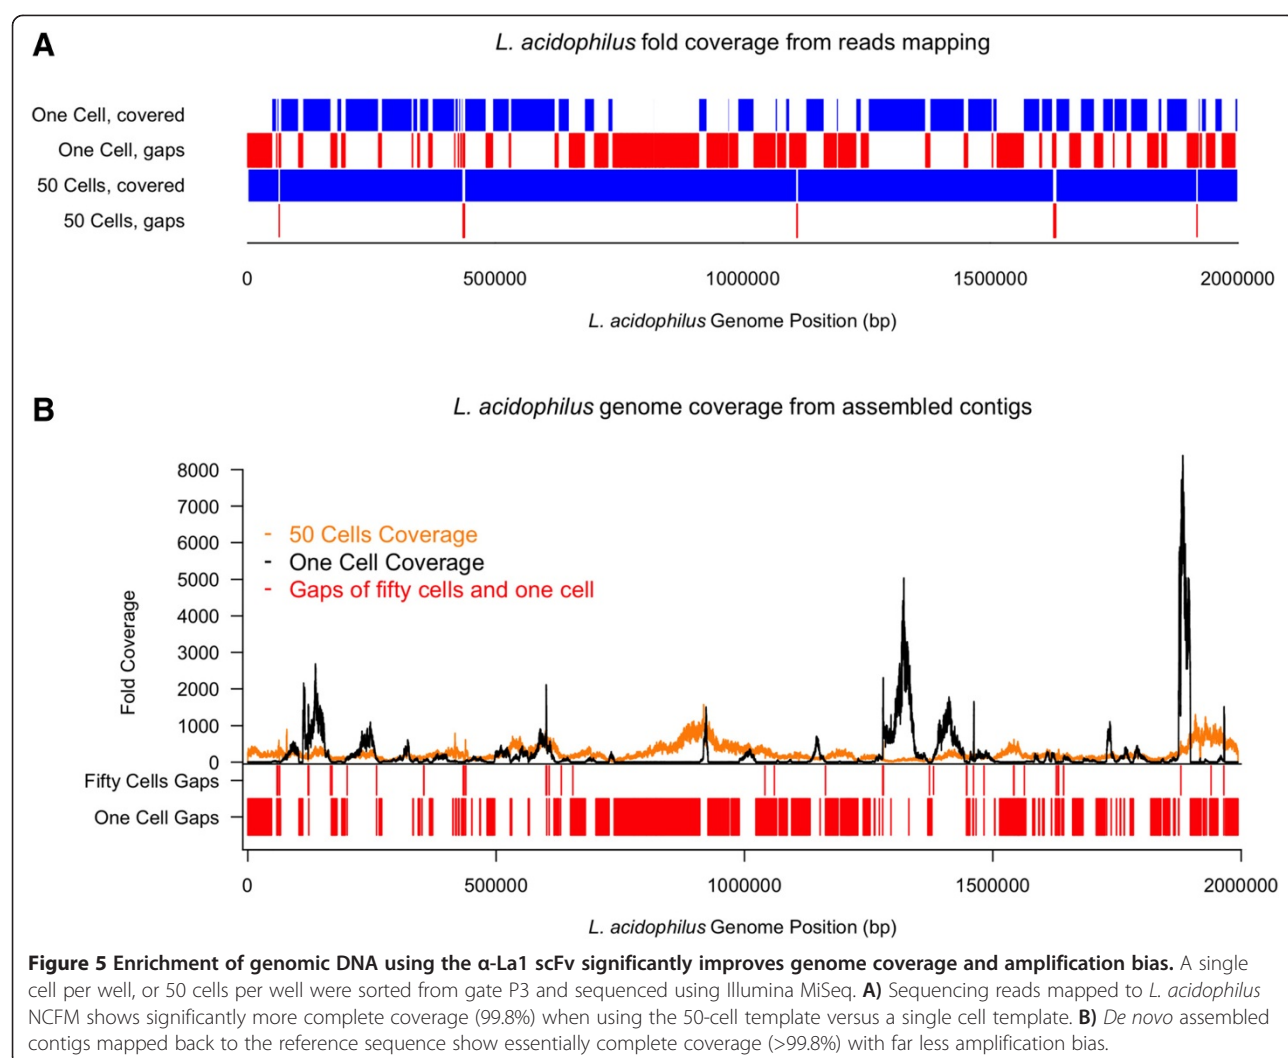 A
L. acidophilus fold coverage from reads mapping
One Cell, covered
One Cell, gaps
50 Cells, covered
50 Cells, gaps
0 500000 1000000 1500000 2000000
L. acidophilus Genome Position (bp)
B
L. acidophilus genome coverage from assembled contigs
8000
7000
6000
5000
4000
3000
2000
1000
0
Fold Coverage
- 50 Cells Coverage
- One Cell Coverage
- Gaps of fifty cells and one cell
Fifty Cells Gaps
One Cell Gaps
0 500000 1000000 1500000 2000000
L. acidophilus Genome Position (bp)
Figure 5 Enrichment of genomic DNA using the α-La1 scFv significantly improves genome coverage and amplification bias. A single
cell per well, or 50 cells per well were sorted from gate P3 and sequenced using Illumina MiSeq. A) Sequencing reads mapped to L. acidophilus
NCFM shows significantly more complete coverage (99.8%) when using the 50-cell template versus a single cell template. B) De novo assembled
contigs mapped back to the reference sequence show essentially complete coverage (>99.8%) with far less amplification bias.